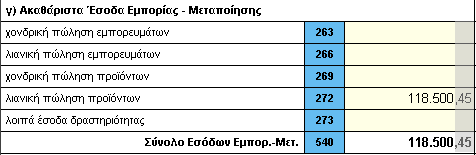 γ) Ακαθάριστα Έσοδα Εμπορίας - Μεταποίησης
χονδρική πώληση εμπορευμάτων 263
λιανική πώληση εμπορευμάτων 266
χονδρική πώληση προϊόντων 269
λιανική πώληση προϊόντων 272 118.500,45
λοιπά έσοδα δραστηριότητας 273
Σύνολο Εσόδων Εμπορ.-Μετ. 540 118.500,45